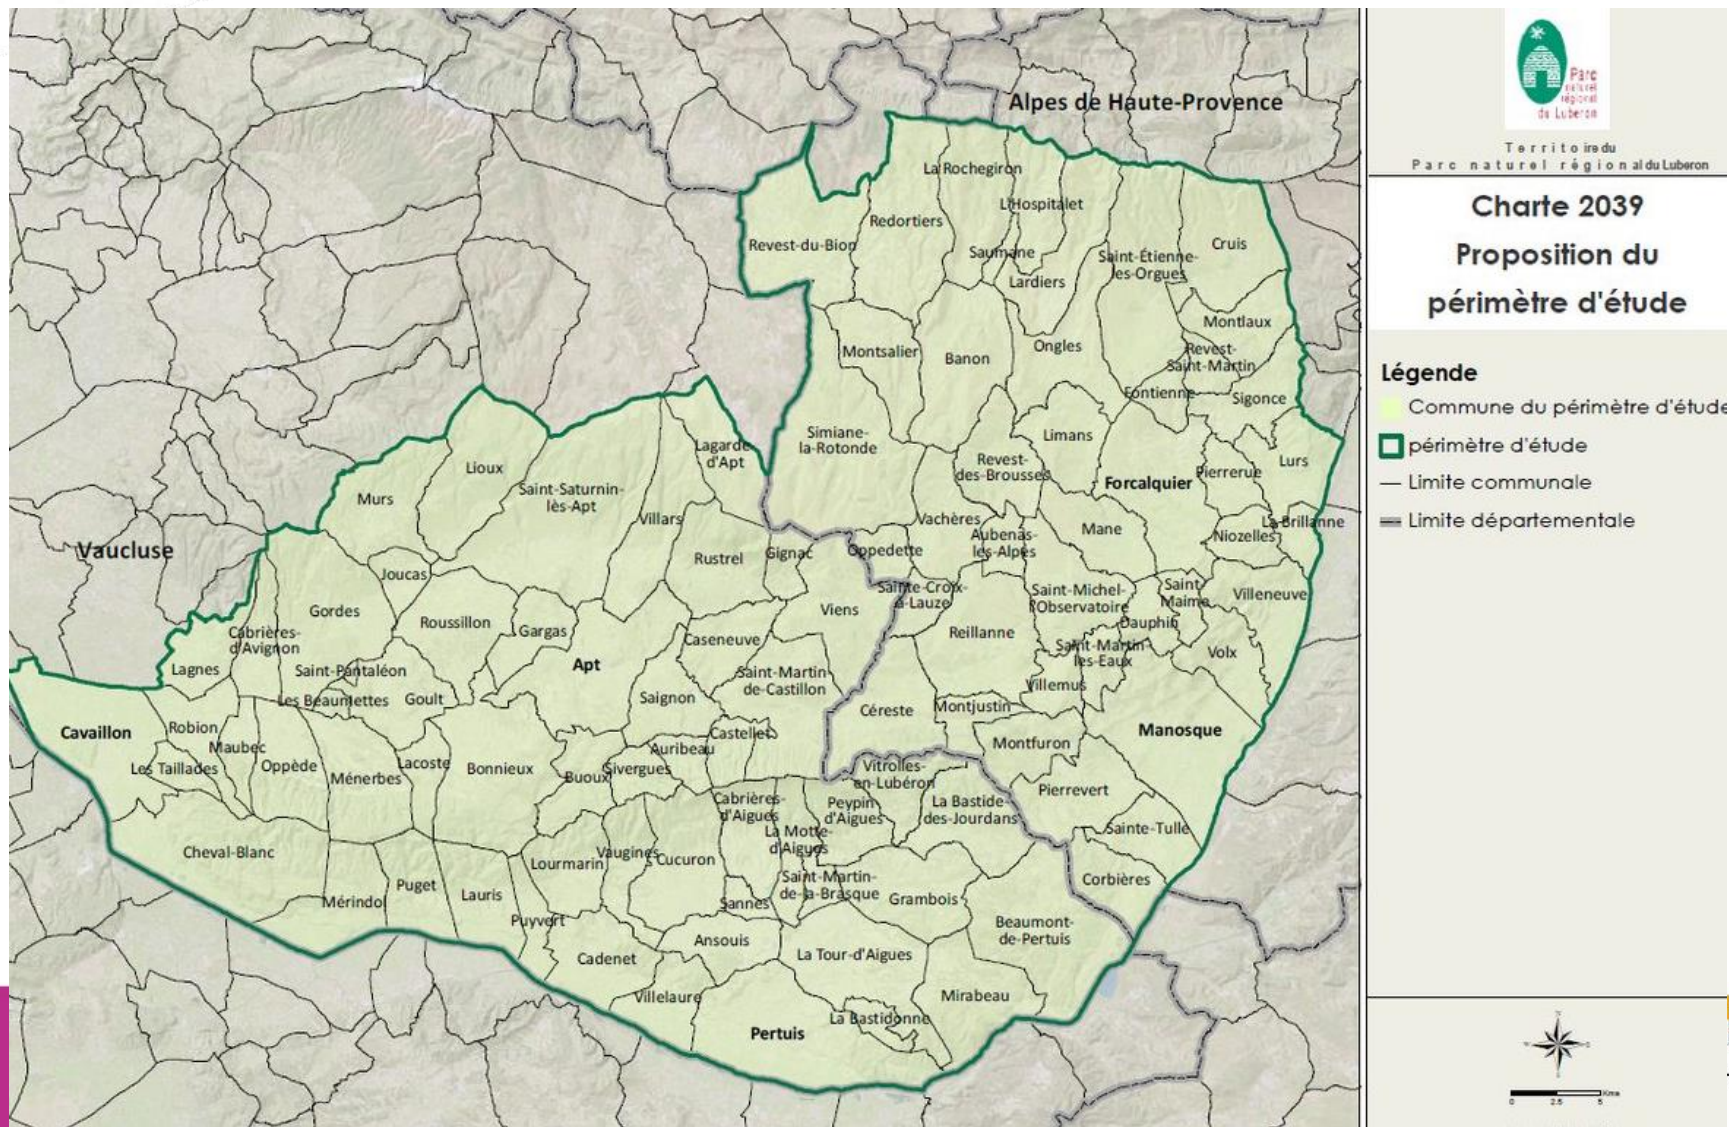 Alpes de Haute-Provence
La Rochegiron
L'Hospitalet
Redortiers
Revest-du-Bion
Saumane
Saint-Étienne-
les-Orgues
Cruis
Lardiers
Montlaux
Montsalier
Banon
Ongles
Revest-
Saint-Martin
Fontienne
Sigonce
Simiane-
la-Rotonde
Limans
Lagarde
d'Apt
Lioux
Revest-
des-Brousses
Forcalquier
Pierrerue
Lurs
Murs
Saint-Saturnin-
lès-Apt
Villars
Vachères
Aubenas-
les-Alpes
Mane
Niozelles
La Brillanne
Vaucluse
Rustrel
Gignac
Oppedette
Joucas
Sainte-Croix-
à-Lauze
Saint-Michel-
l'Observatoire
Saint-
Maime
Villeneuve
Gordes
Viens
Roussillon
Gargas
Dauphin
Cabrières-
d'Avignon
Caseneuve
Reillanne
Saint-Martin-
les-Eaux
Volx
Lagnes
Saint-Pantaléon
Apt
Saint-Martin-
de-Castillon
Villemus
Les Beaumettes
Goult
Saignon
Céreste
Montjustin
Cavaillon
Robion
Maubec
Castellet
Manosque
Auribeau
Montfuron
Les Taillades
Oppède
Ménerbes
Lacoste
Bonnieux
Buoux
Sivergues
Vitrolles-
en-Lubéron
Pierrevert
Cabrières-
d'Aigues
Peypin-
d'Aigues
La Bastide-
des-Jourdans
Sainte-Tulle
La Motte-
d'Aigues
Cheval-Blanc
Lourmarin
Vaugines
Cucuron
Puget
Mérindol
Lauris
Saint-Martin-
de-la-Brasque
Corbières
Sannes
Grambois
Puyvert
Beaumont-
de-Pertuis
Ansouis
Cadenet
La Tour-d'Aigues
Villelaure
Mirabeau
La Bastidonne
Pertuis
Parc
naturel
régional
du Luberon
Territoire du
Parc naturel régional du Luberon
Charte 2039
Proposition du
périmètre d'étude
Légende
Commune du périmètre d'étude
périmètre d'étude
Limite communale
Limite départementale
0 2.5 5 Kms